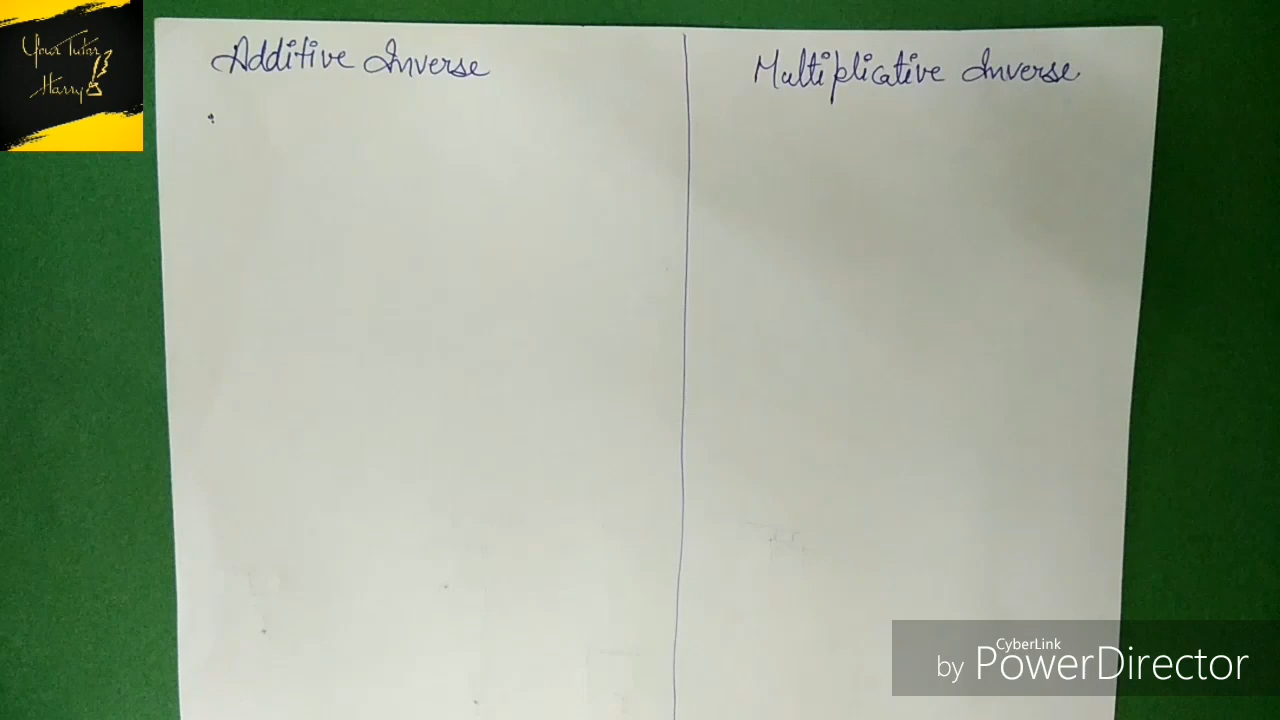 Your Tutor
Harry
Additive Inverse
Multiplicative Inverse
CyberLink
by PowerDirector